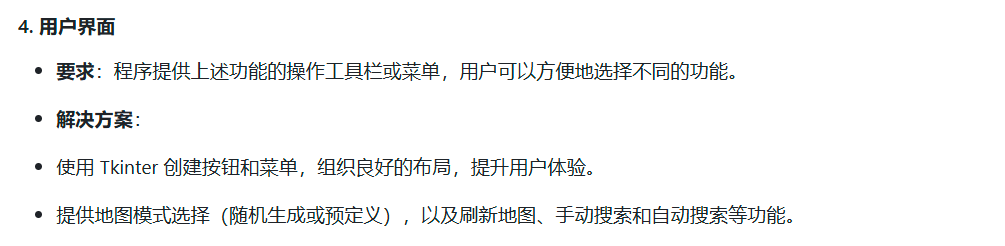 4. 用户界面
要求：程序提供上述功能的操作工具栏或菜单，用户可以方便地选择不同的功能。
解决方案：
使用 Tkinter 创建按钮和菜单，组织良好的布局，提升用户体验。
提供地图模式选择（随机生成或预定义），以及刷新地图、手动搜索和自动搜索等功能。